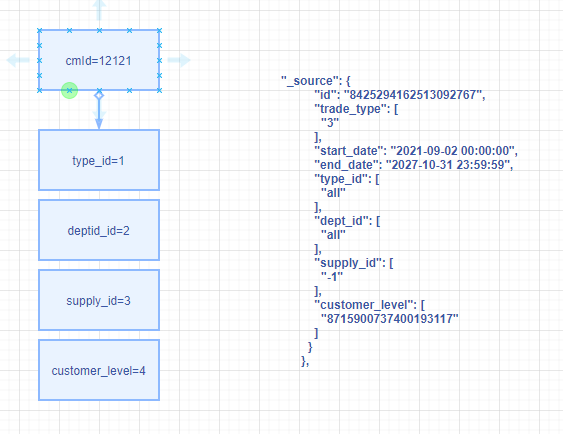 cmId=12121
type_id=1
deptid_id=2
supply_id=3
customer_level=4
"_source": {
"id": "8425294162513092767",
"trade_type": [
"3"
],
"start_date": "2021-09-02 00:00:00",
"end_date": "2027-10-31 23:59:59",
"type_id": [
"all"
],
"dept_id": [
"all"
],
"supply_id": [
"-1"
],
"customer_level": [
"8715900737400193117"
]
}
},